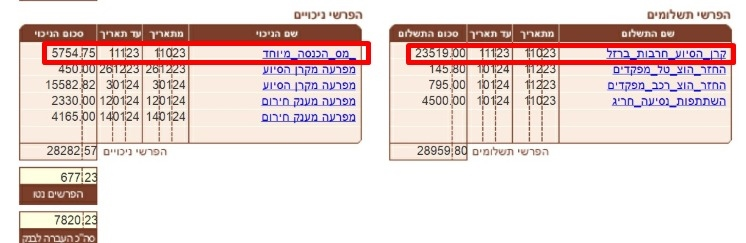 הפרשי תשלומים
שם התשלום מתאריך עד תאריך סכום התשלום
קרן_הסיוע_חרבות_ברזל 11023 11123 23519.00
החזר_הוצ_טל_מפקדים 11223 10124 145.80
החזר_הוצ_רכב_מפקדים 10124 10124 795.00
השתתפות_נסיעה_חריג 11023 10124 4500.00
הפרשי תשלומים 28959.80
הפרשי ניכויים
שם הניכוי מתאריך עד תאריך סכום הניכוי
_מס_הכנסה_מיוחד 11023 11123 5754.75
מפרעה מקרן הסיוע 261223 261223 450.00
מפרעה מקרן הסיוע 30124 30124 15582.82
מפרעה מענק חירום 120124 120124 2330.00
מפרעה מענק חירום 140124 140124 4165.00
הפרשי ניכויים 28282.57
677.23
הפרשים נטו
7820.23
סה"כ העברה לבנק